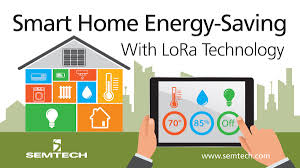 Smart Home Energy-Saving
With LoRa Technology
70° 85% Off
SEMTECH
www.semtech.com